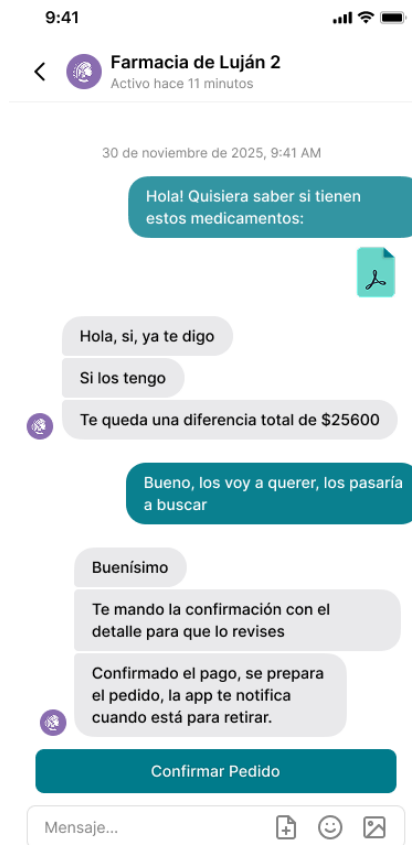 9:41
Farmacia de Luján 2
Activo hace 11 minutos
30 de noviembre de 2025, 9:41 AM
Hola! Quisiera saber si tienen
estos medicamentos:
Hola, si, ya te digo
Si los tengo
Te queda una diferencia total de $25600
Bueno, los voy a querer, los pasaría
a buscar
Buenísimo
Te mando la confirmación con el
detalle para que lo revises
Confirmado el pago, se prepara
el pedido, la app te notifica
cuando está para retirar.
Confirmar Pedido
Mensaje...